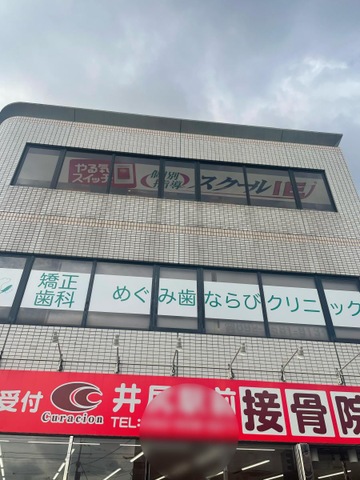 やる気
スイッチ
個別
指導
スクールIE
矯正
歯科
めぐみ歯ならびクリニック
受付
Curacion
井
前
接骨院
TEL: